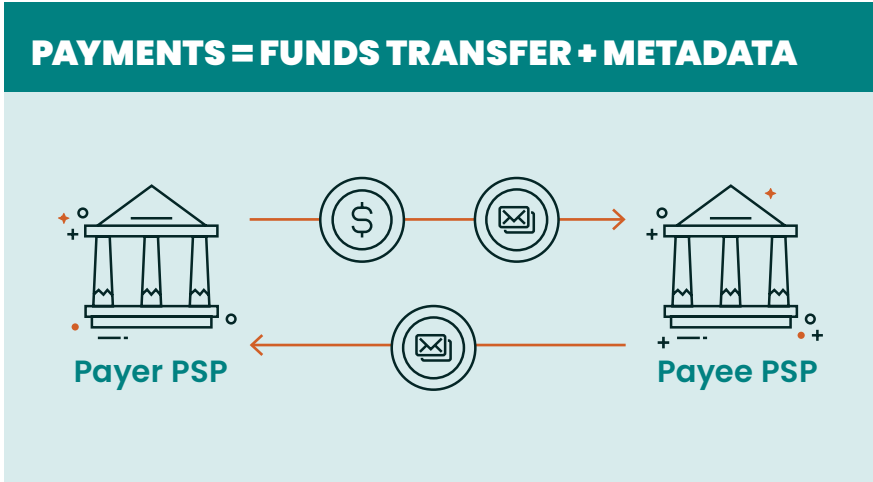 PAYMENTS = FUNDS TRANSFER + METADATA
$
Payer PSP
Payee PSP